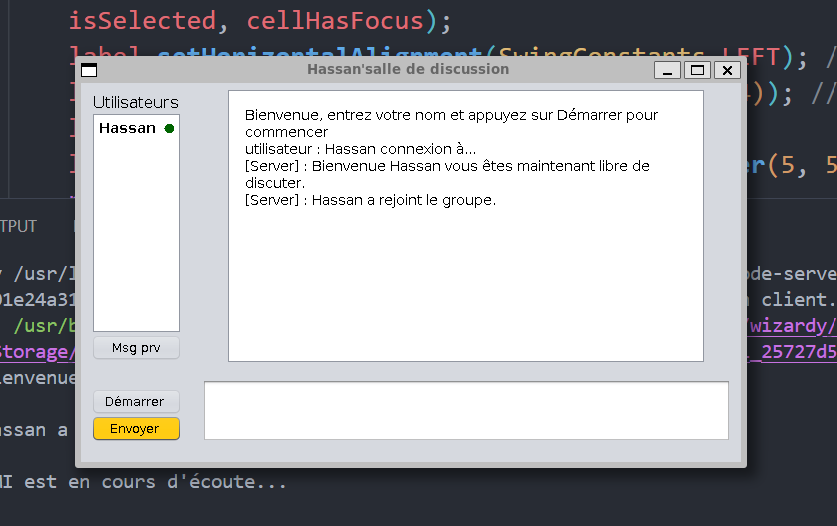 isSelected, cellHasFocus);
label.setHorizontalAlignment(SwingConstants.LEFT); /
Hassan'salle de discussion
)); //
Utilisateurs
Hassan
Bienvenue, entrez votre nom et appuyez sur Démarrer pour
commencer
utilisateur : Hassan connexion à...
[Server] : Bienvenue Hassan vous êtes maintenant libre de
discuter.
[Server] : Hassan a rejoint le groupe.
er(5, 5
TPUT
/usr/l
ode-serve
01e24a31
client.
/usr/b
/wizardy/
Storage/
_25727d5
Msg prv
ienvenue
Démarrer
assan a
Envoyer
MI est en cours d'écoute...